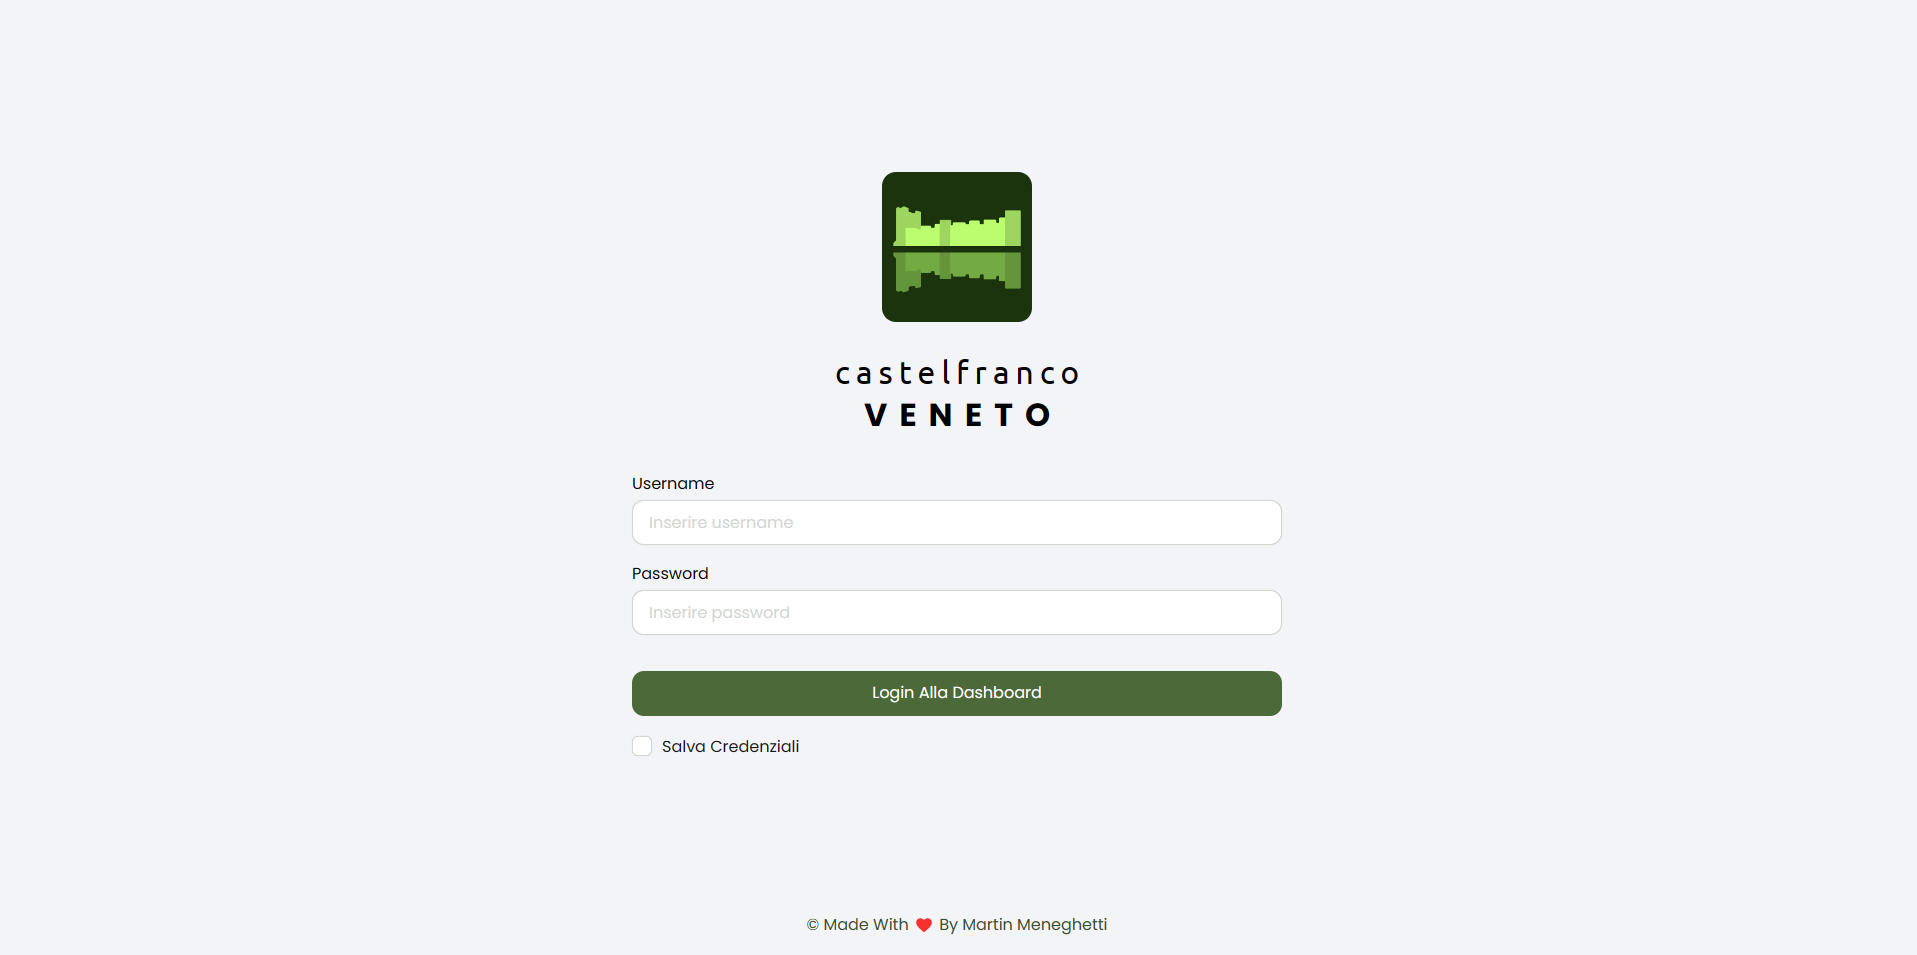 castelfranco
VENETO
Username
Inserire username
Password
Inserire password
Login Alla Dashboard
Salva Credenziali
© Made With ❤ By Martin Meneghetti